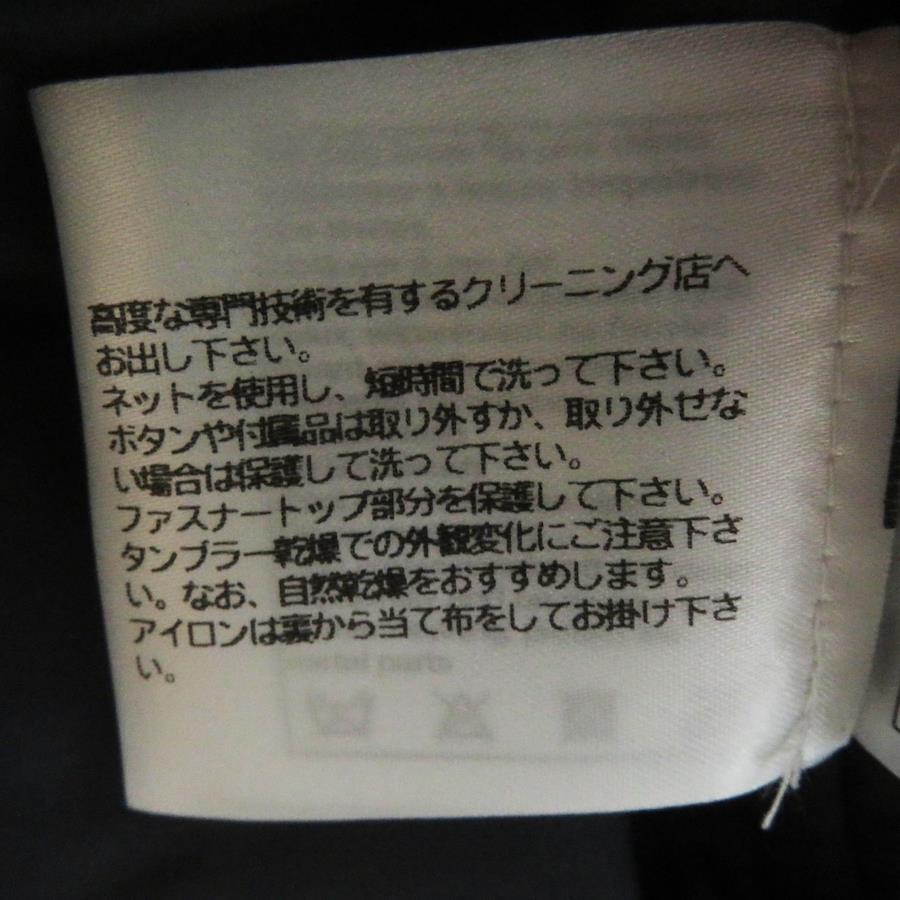 高度な専門技術を有するクリーニング店へ
お出し下さい。
ネットを使用し、短時間で洗って下さい。
ボタンや付属品は取り外すか、取り外せな
い場合は保護して洗って下さい。
ファスナートップ部分を保護して下さい。
タンブラー乾燥での外観変化にご注意下さ
い。なお、自然乾燥をおすすめします。
アイロンは裏から当て布をしてお掛け下さ
い。
metal parts